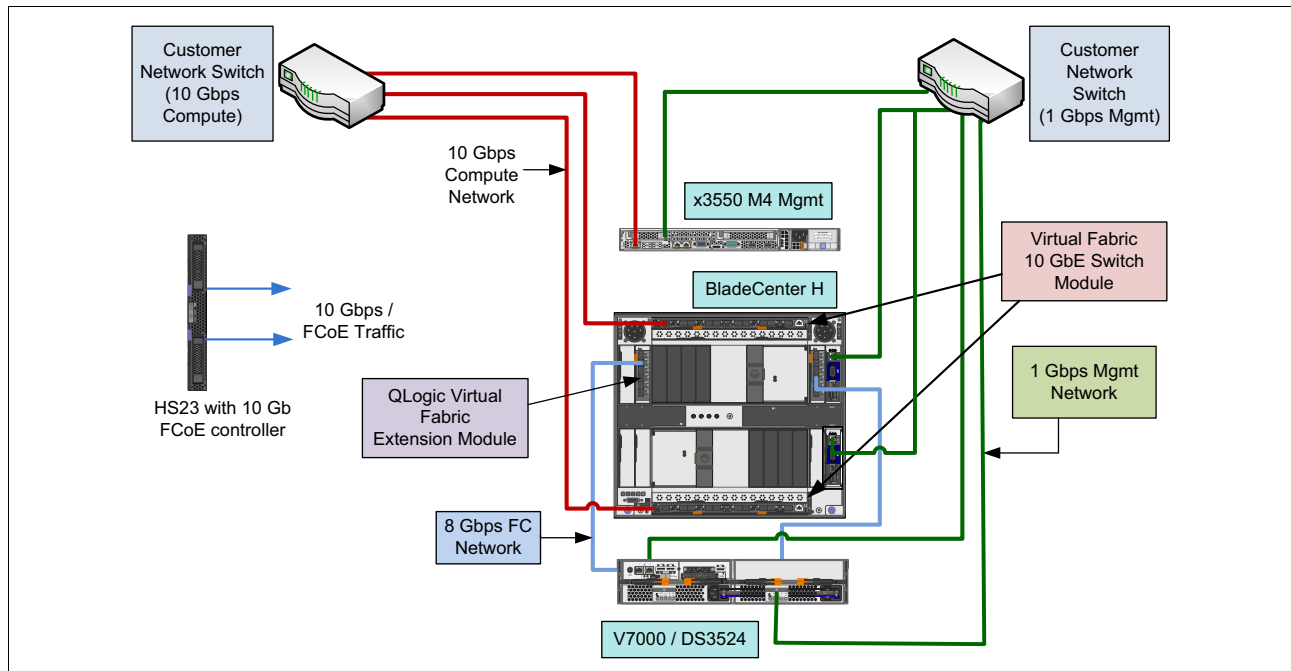 Customer
Network Switch
(10 Gbps
Compute)
Customer
Network
Switch
(1 Gbps Mgmt)
10 Gbps
Compute
Network
x3550 M4 Mgmt
Virtual Fabric
10 GbE Switch
Module
BladeCenter H
10 Gbps /
FCoE Traffic
HS23 with 10 Gb
FCoE controller
QLogic Virtual
Fabric
Extension Module
1 Gbps Mgmt
Network
8 Gbps FC
Network
V7000 / DS3524